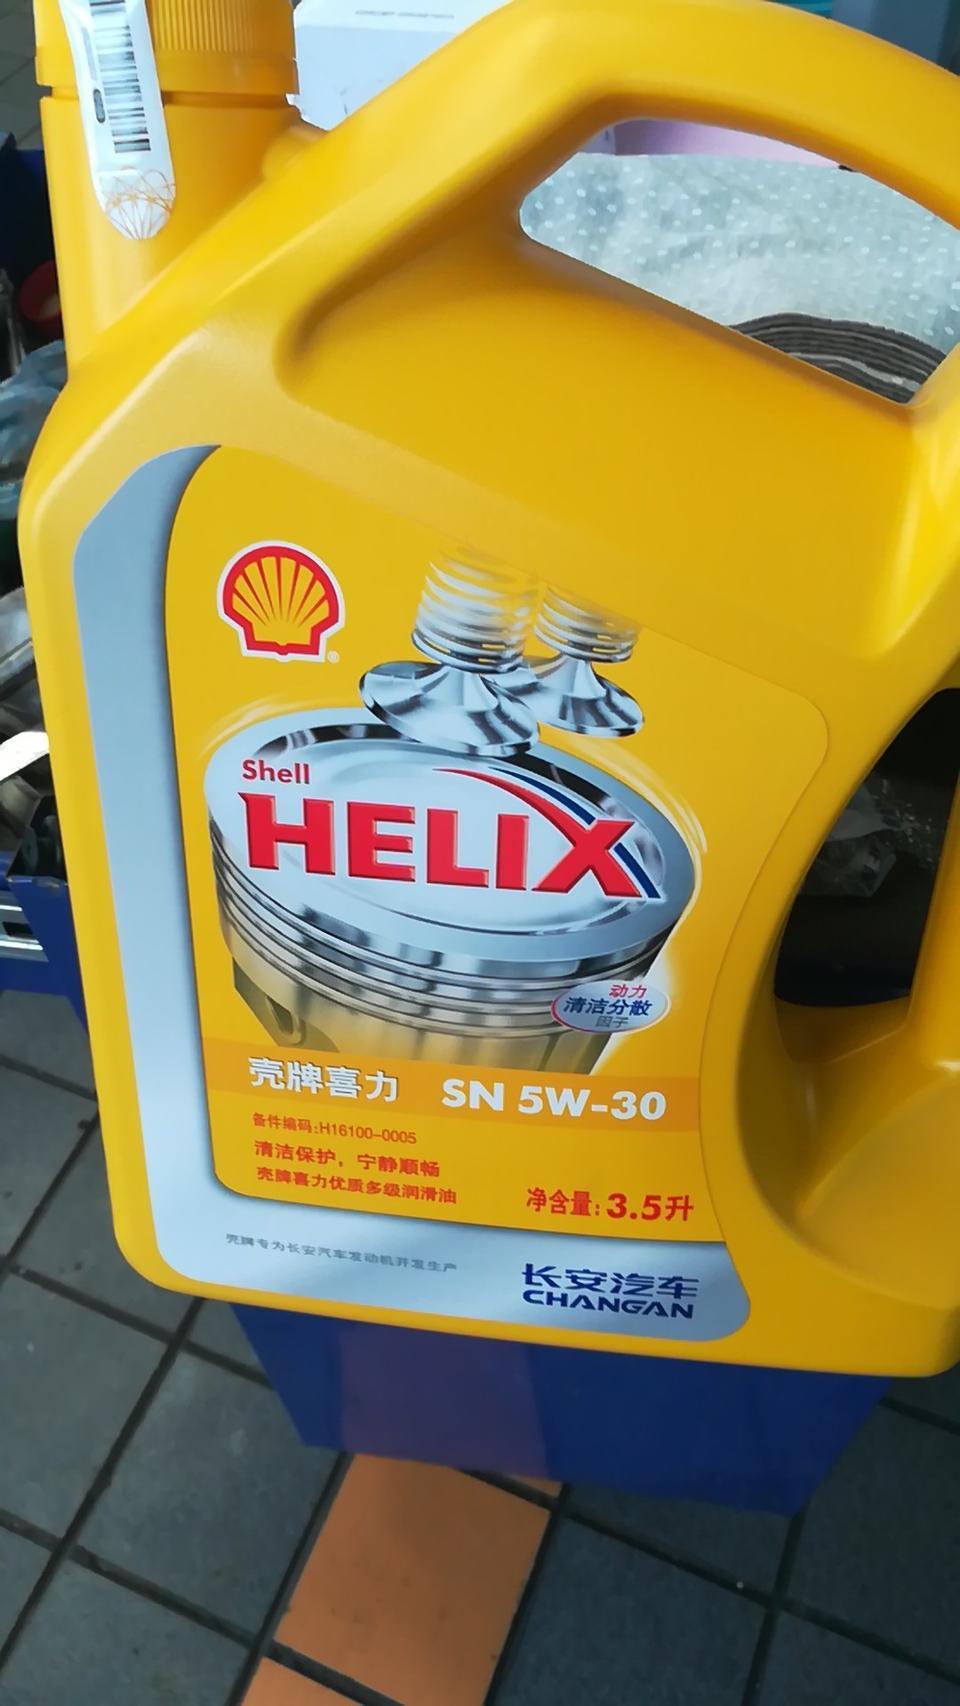 Shell
HELIX
动力
清洁分散
因子
壳牌喜力 SN 5W-30
备件编码:H16100-0005
清洁保护，宁静顺畅
壳牌喜力优质多级润滑油
净含量: 3.5升
壳牌专为长安汽车发动机开发生产
长安汽车
CHANGAN